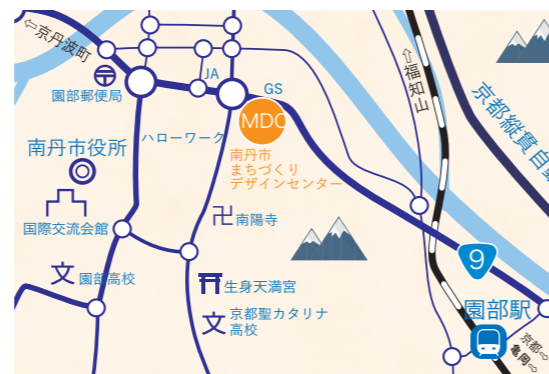 ⇦京丹波町
園部郵便局
JA
GS
MDC
ハローワーク
南丹市
まちづくり
デザインセンター
南丹市役所
国際交流会館
文
園部高校
卍
南陽寺
生身天満宮
文
京都聖カタリナ
高校
⇦福知山
京都縦貫自動
9
園部駅
京都⇨
亀岡⇨